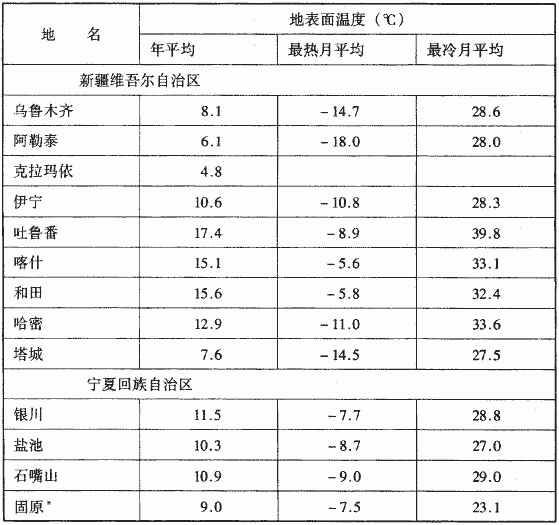 地 名 地表面温度（℃）
年平均 最热月平均 最冷月平均
新疆维吾尔自治区
乌鲁木齐 8.1 －14.7 28.6
阿勒泰 6.1 －18.0 28.0
克拉玛依 4.8
伊宁 10.6 －10.8 28.3
吐鲁番 17.4 －8.9 39.8
喀什 15.1 －5.6 33.1
和田 15.6 －5.8 32.4
哈密 12.9 －11.0 33.6
塔城 7.6 －14.5 27.5
宁夏回族自治区
银川 11.5 －7.7 28.8
盐池 10.3 －8.7 27.0
石嘴山 10.9 －9.0 29.0
固原* 9.0 －7.5 23.1